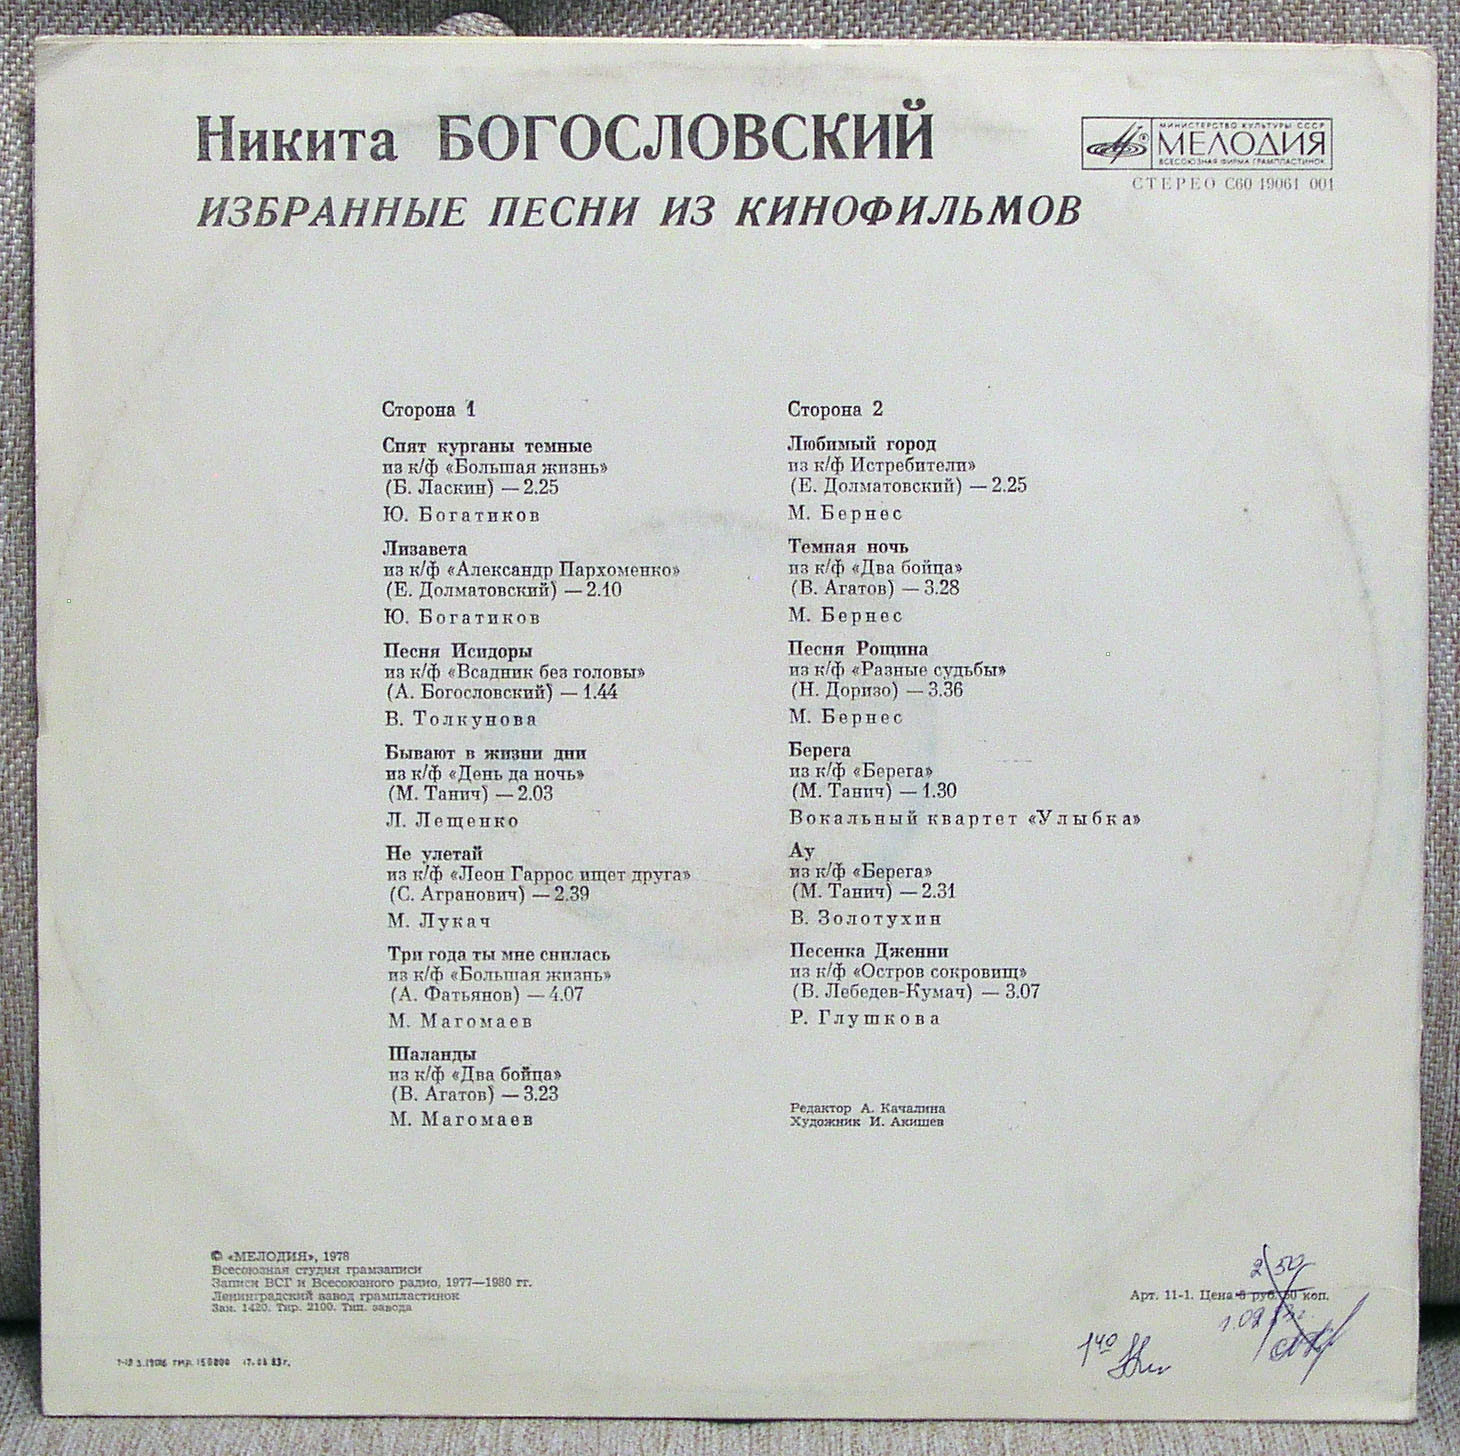 Никита БОГОСЛОВСКИЙ
ИЗБРАННЫЕ ПЕСНИ ИЗ КИНОФИЛЬМОВ
МИНИСТЕРСТВО КУЛЬТУРЫ СССР
МЕЛОДИЯ
ВСЕСОЮЗНАЯ ФИРМА ГРАМПЛАСТИНОК
СТЕРЕО С60 19061 001
Сторона 1
Спят курганы темные
из к/ф «Большая жизнь»
(Б. Ласкин) — 2.25
Ю. Богатиков
Лизавета
из к/ф «Александр Пархоменко»
(Е. Долматовский) — 2.10
Ю. Богатиков
Песня Исидоры
из к/ф «Всадник без головы»
(А. Богословский) — 1.44
В. Толкунова
Бывают в жизни дни
из к/ф «День да ночь»
(М. Танич) — 2.03
Л. Лещенко
Не улетай
из к/ф «Леон Гаррос ищет друга»
(С. Агранович) — 2.39
М. Лукач
Три года ты мне снилась
из к/ф «Большая жизнь»
(А. Фатьянов) — 4.07
М. Магомаев
Шаланды
из к/ф «Два бойца»
(В. Агатов) — 3.23
М. Магомаев
Сторона 2
Любимый город
из к/ф Истребители»
(Е. Долматовский) — 2.25
М. Бернес
Темная ночь
из к/ф «Два бойца»
(В. Агатов) — 3.28
М. Бернес
Песня Рощина
из к/ф «Разные судьбы»
(Н. Доризо) — 3.36
М. Бернес
Берега
из к/ф «Берега»
(М. Танич) — 1.30
Вокальный квартет «Улыбка»
Ау
из к/ф «Берега»
(М. Танич) — 2.31
В. Золотухин
Песенка Дженни
из к/ф «Остров сокровищ»
(В. Лебедев-Кумач) — 3.07
Р. Глушкова
Редактор А. Качалина
Художник И. Акишев
© «МЕЛОДИЯ», 1978
Всесоюзная студия грамзаписи
Записи ВСГ и Всесоюзного радио, 1977—1980 гг.
Ленинградский завод грампластинок
Зак. 1420. Тир. 2100. Тип. завода
2 50
Арт. 11-1. Цена руб. коп.
1 40